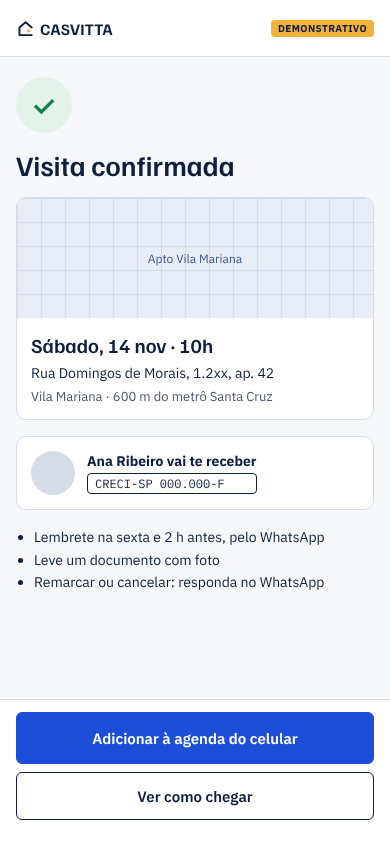 CASVITTA
DEMONSTRATIVO
Visita confirmada
Apto Vila Mariana
Sábado, 14 nov · 10h
Rua Domingos de Morais, 1.2xx, ap. 42
Vila Mariana · 600 m do metrô Santa Cruz
Ana Ribeiro vai te receber
CRECI-SP 000.000-F
• Lembrete na sexta e 2 h antes, pelo WhatsApp
• Leve um documento com foto
• Remarcar ou cancelar: responda no WhatsApp
Adicionar à agenda do celular
Ver como chegar